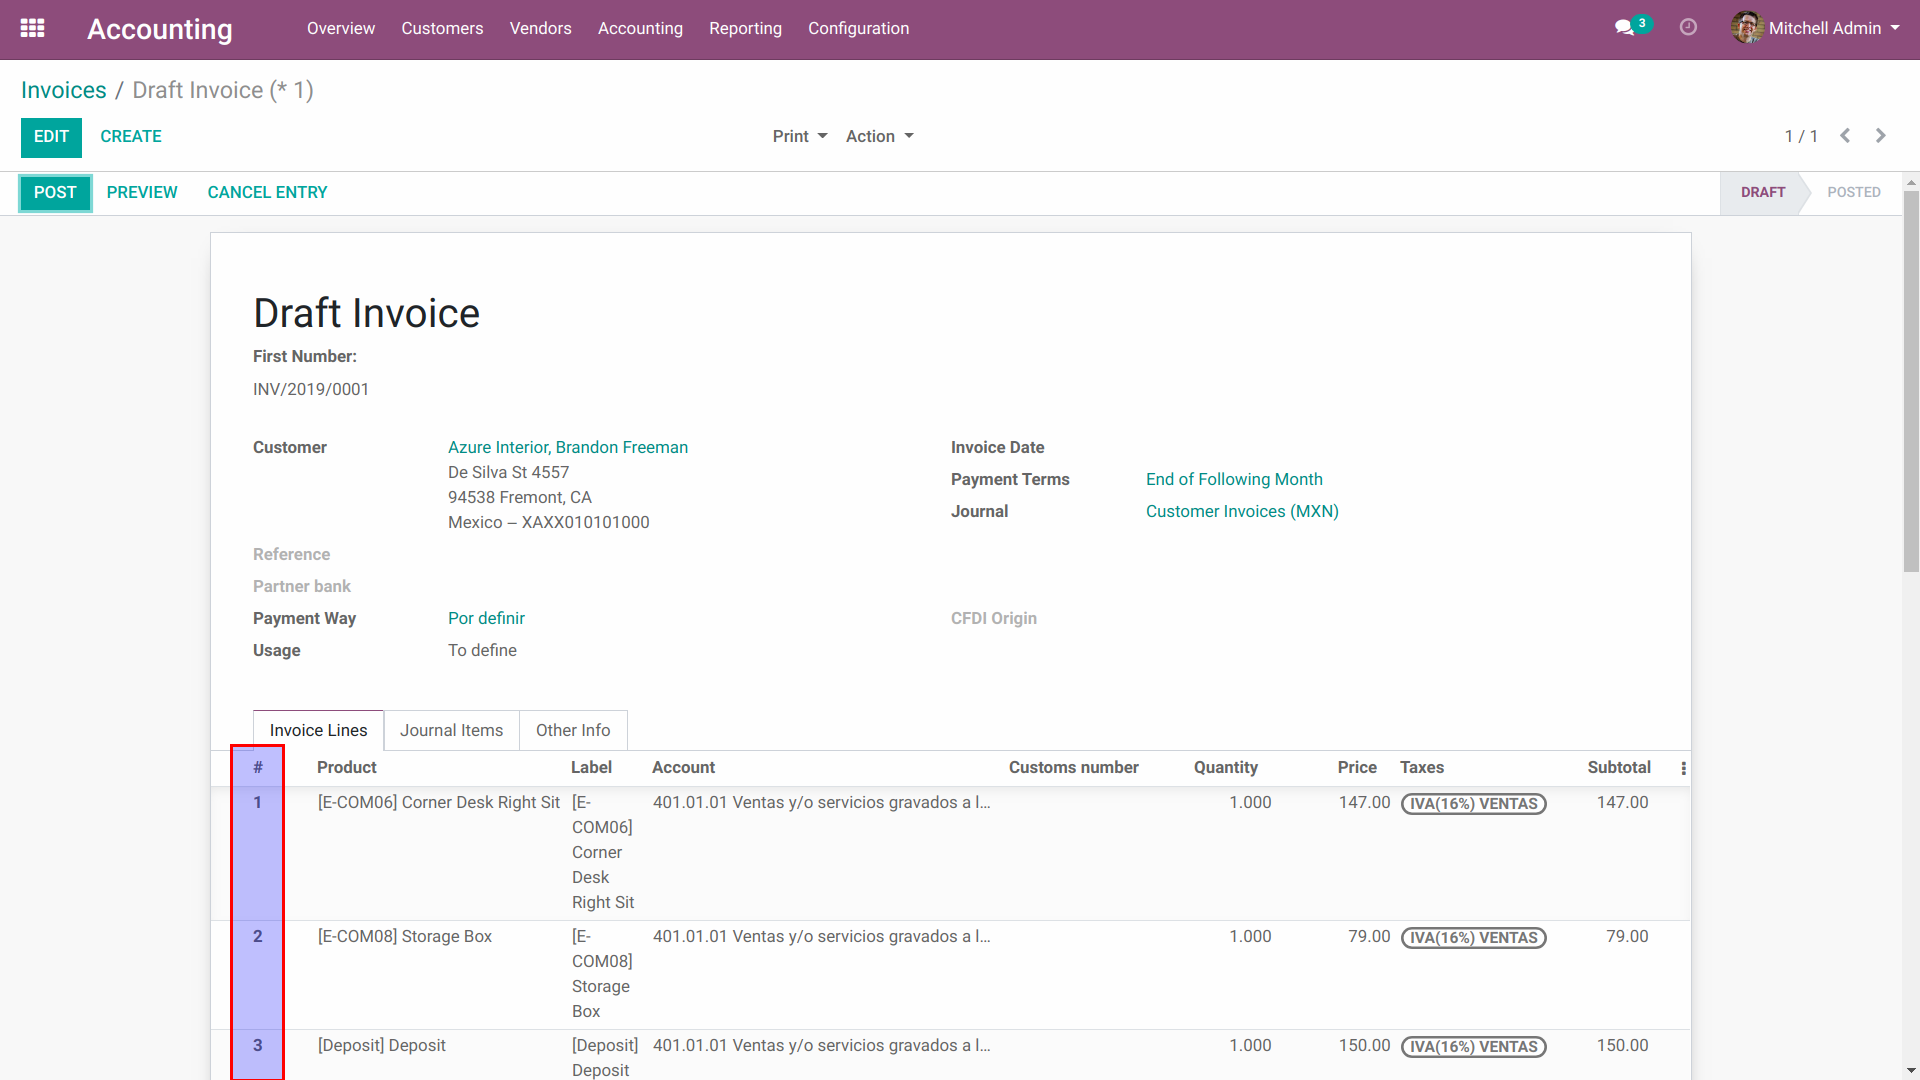 Accounting Overview Customers Vendors Accounting Reporting Configuration 3 Mitchell Admin
Invoices / Draft Invoice (* 1)
EDIT CREATE Print Action 1 / 1
POST PREVIEW CANCEL ENTRY DRAFT POSTED
Draft Invoice
First Number:
INV/2019/0001
Customer Azure Interior, Brandon Freeman Invoice Date
De Silva St 4557
Payment Terms End of Following Month
94538 Fremont, CA
Journal Customer Invoices (MXN)
Mexico – XAXX010101000
Reference
Partner bank
Payment Way Por definir CFDI Origin
Usage To define
Invoice Lines Journal Items Other Info
# Product Label Account Customs number Quantity Price Taxes Subtotal
1 [E-COM06] Corner Desk Right Sit [E- 401.01.01 Ventas y/o servicios gravados a l... 1.000 147.00 IVA(16%) VENTAS 147.00
COM06]
Corner
Desk
Right Sit
2 [E-COM08] Storage Box [E- 401.01.01 Ventas y/o servicios gravados a l... 1.000 79.00 IVA(16%) VENTAS 79.00
COM08]
Storage
Box
3 [Deposit] Deposit [Deposit] 401.01.01 Ventas y/o servicios gravados a l... 1.000 150.00 IVA(16%) VENTAS 150.00
Deposit